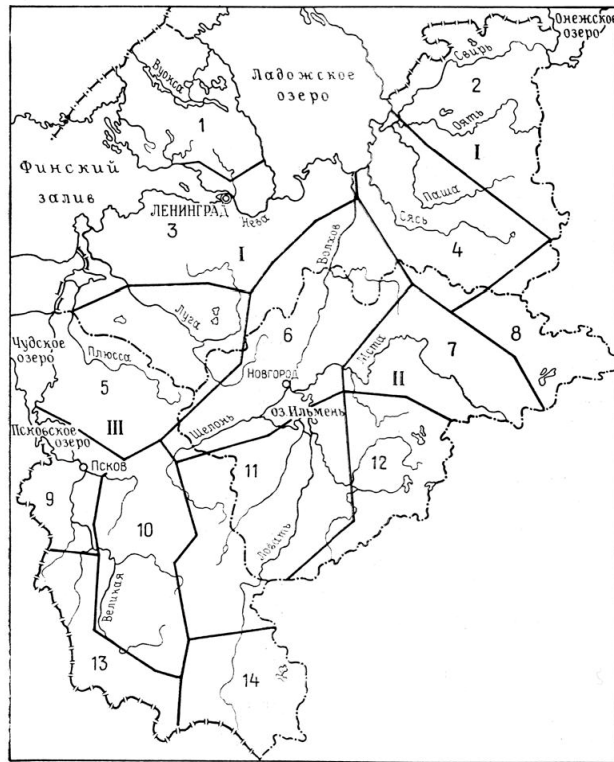 Онежское
озеро
Свирь
8
Вуокса
Ладожское
озеро
2
Оять
1
I
Финский
залив
Паша
ЛЕНИНГРАД
Нева
Сясь
3
I
Волхов
4
Луга
6
8
Чудское
озеро
Плюсса
Мста
7
НОВГОРОД
5
II
Шелонь
оз. Ильмень
III
Псковское
озеро
Псков
11
12
9
10
Ловать
Великая
13
14